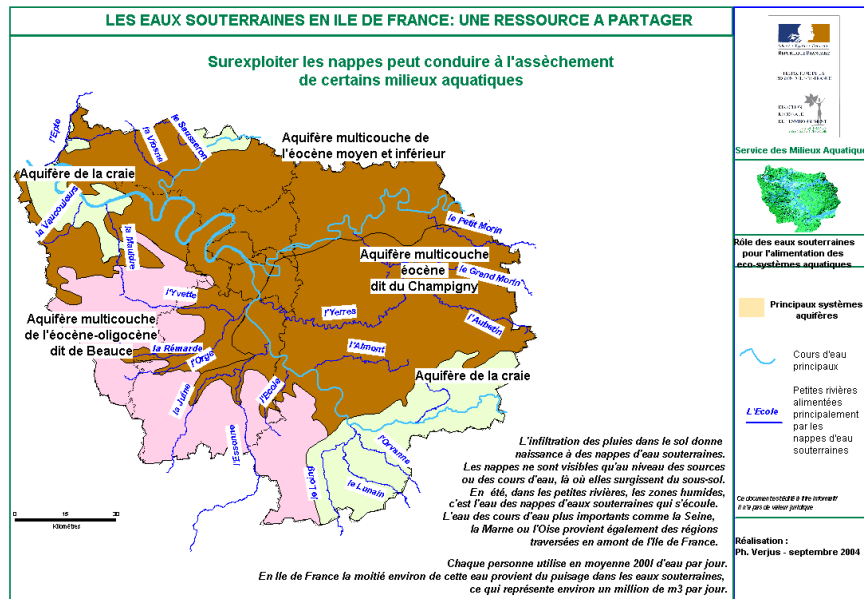 LES EAUX SOUTERRAINES EN ILE DE FRANCE: UNE RESSOURCE A PARTAGER
Surexploiter les nappes peut conduire à l'assèchement
de certains milieux aquatiques
l'Epte
la Viosne
le Sausseron
Aquifère multicouche de
l'éocène moyen et inférieur
Aquifère de la craie
la Vaucouleurs
la Mauldre
le Petit Morin
Aquifère multicouche
éocène
dit du Champigny
le Grand Morin
l'Yvette
l'Yerres
l'Aubetin
Aquifère multicouche
de l'éocène-oligocène
dit de Beauce
la Rémarde
l'Orge
l'Almont
Aquifère de la craie
la Juine
l'Ecole
l'Essonne
le Loing
l'Orvanne
le Lunain
0 15 30
Kilomètres
L'infiltration des pluies dans le sol donne
naissance à des nappes d'eau souterraines.
Les nappes ne sont visibles qu'au niveau des sources
ou des cours d'eau, là où elles surgissent du sous-sol.
En été, dans les petites rivières, les zones humides,
c'est l'eau des nappes d'eaux souterraines qui s'écoule.
L'eau des cours d'eau plus importants comme la Seine,
la Marne ou l'Oise provient également des régions
traversées en amont de l'Ile de France.
Chaque personne utilise en moyenne 200l d'eau par jour.
En Ile de France la moitié environ de cette eau provient du puisage dans les eaux souterraines,
ce qui représente environ un million de m3 par jour.
RÉPUBLIQUE FRANÇAISE
Service des Milieux Aquatique
Rôle des eaux souterraines
pour l'alimentation des
eco-systèmes aquatiques
Principaux systèmes
aquifères
Cours d'eau
principaux
L'Ecole
Petites rivières
alimentées
principalement
par les
nappes d'eau
souterraines
Réalisation :
Ph. Verjus - septembre 2004